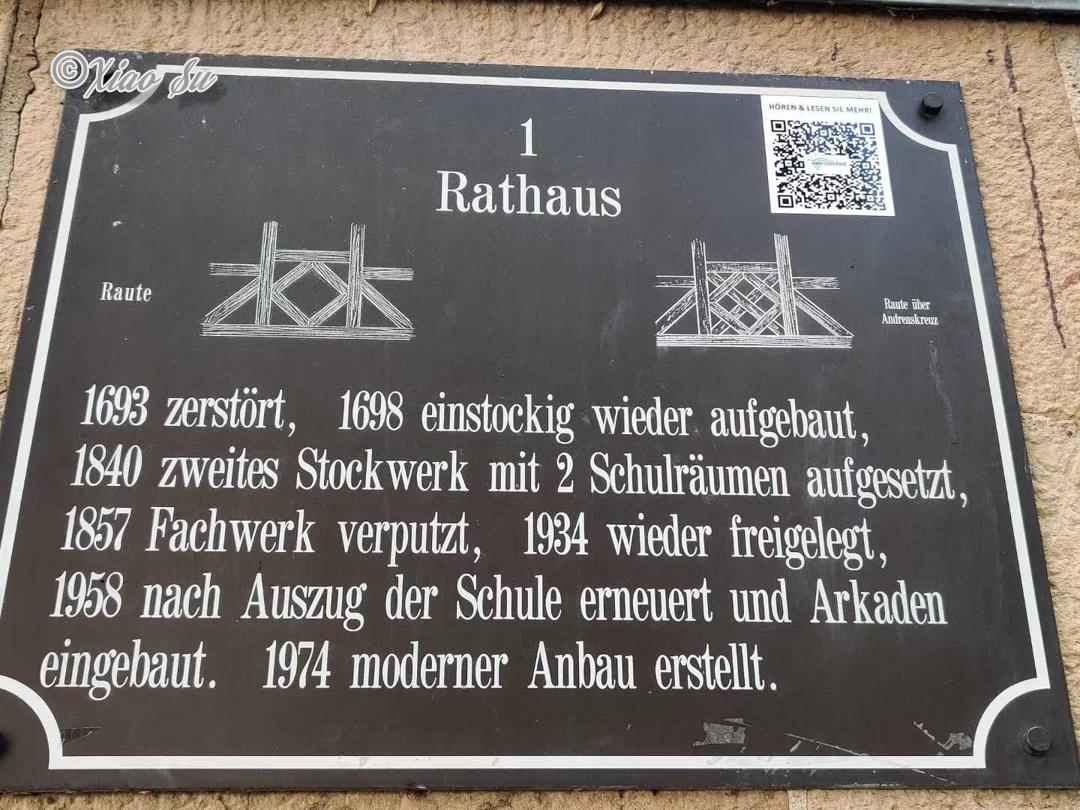 ©Xiao Su
HÖREN & LESEN SIE MEHR!
1
Rathaus
Raute
Raute über
Andreaskreuz
1693 zerstört, 1698 einstockig wieder aufgebaut,
1840 zweites Stockwerk mit 2 Schulräumen aufgesetzt,
1857 Fachwerk verputzt, 1934 wieder freigelegt,
1958 nach Auszug der Schule erneuert und Arkaden
eingebaut. 1974 moderner Anbau erstellt.